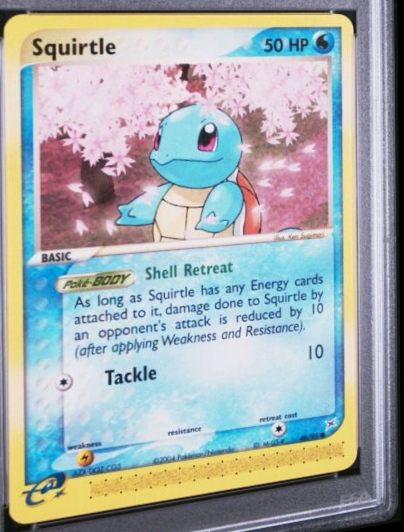 Squirtle 50 HP
BASIC
Poké-BODY Shell Retreat
As long as Squirtle has any Energy cards
attached to it, damage done to Squirtle by
an opponent's attack is reduced by 10
(after applying Weakness and Resistance).
Tackle 10
weakness resistance retreat cost
©2004 Pokémon/Nintendo